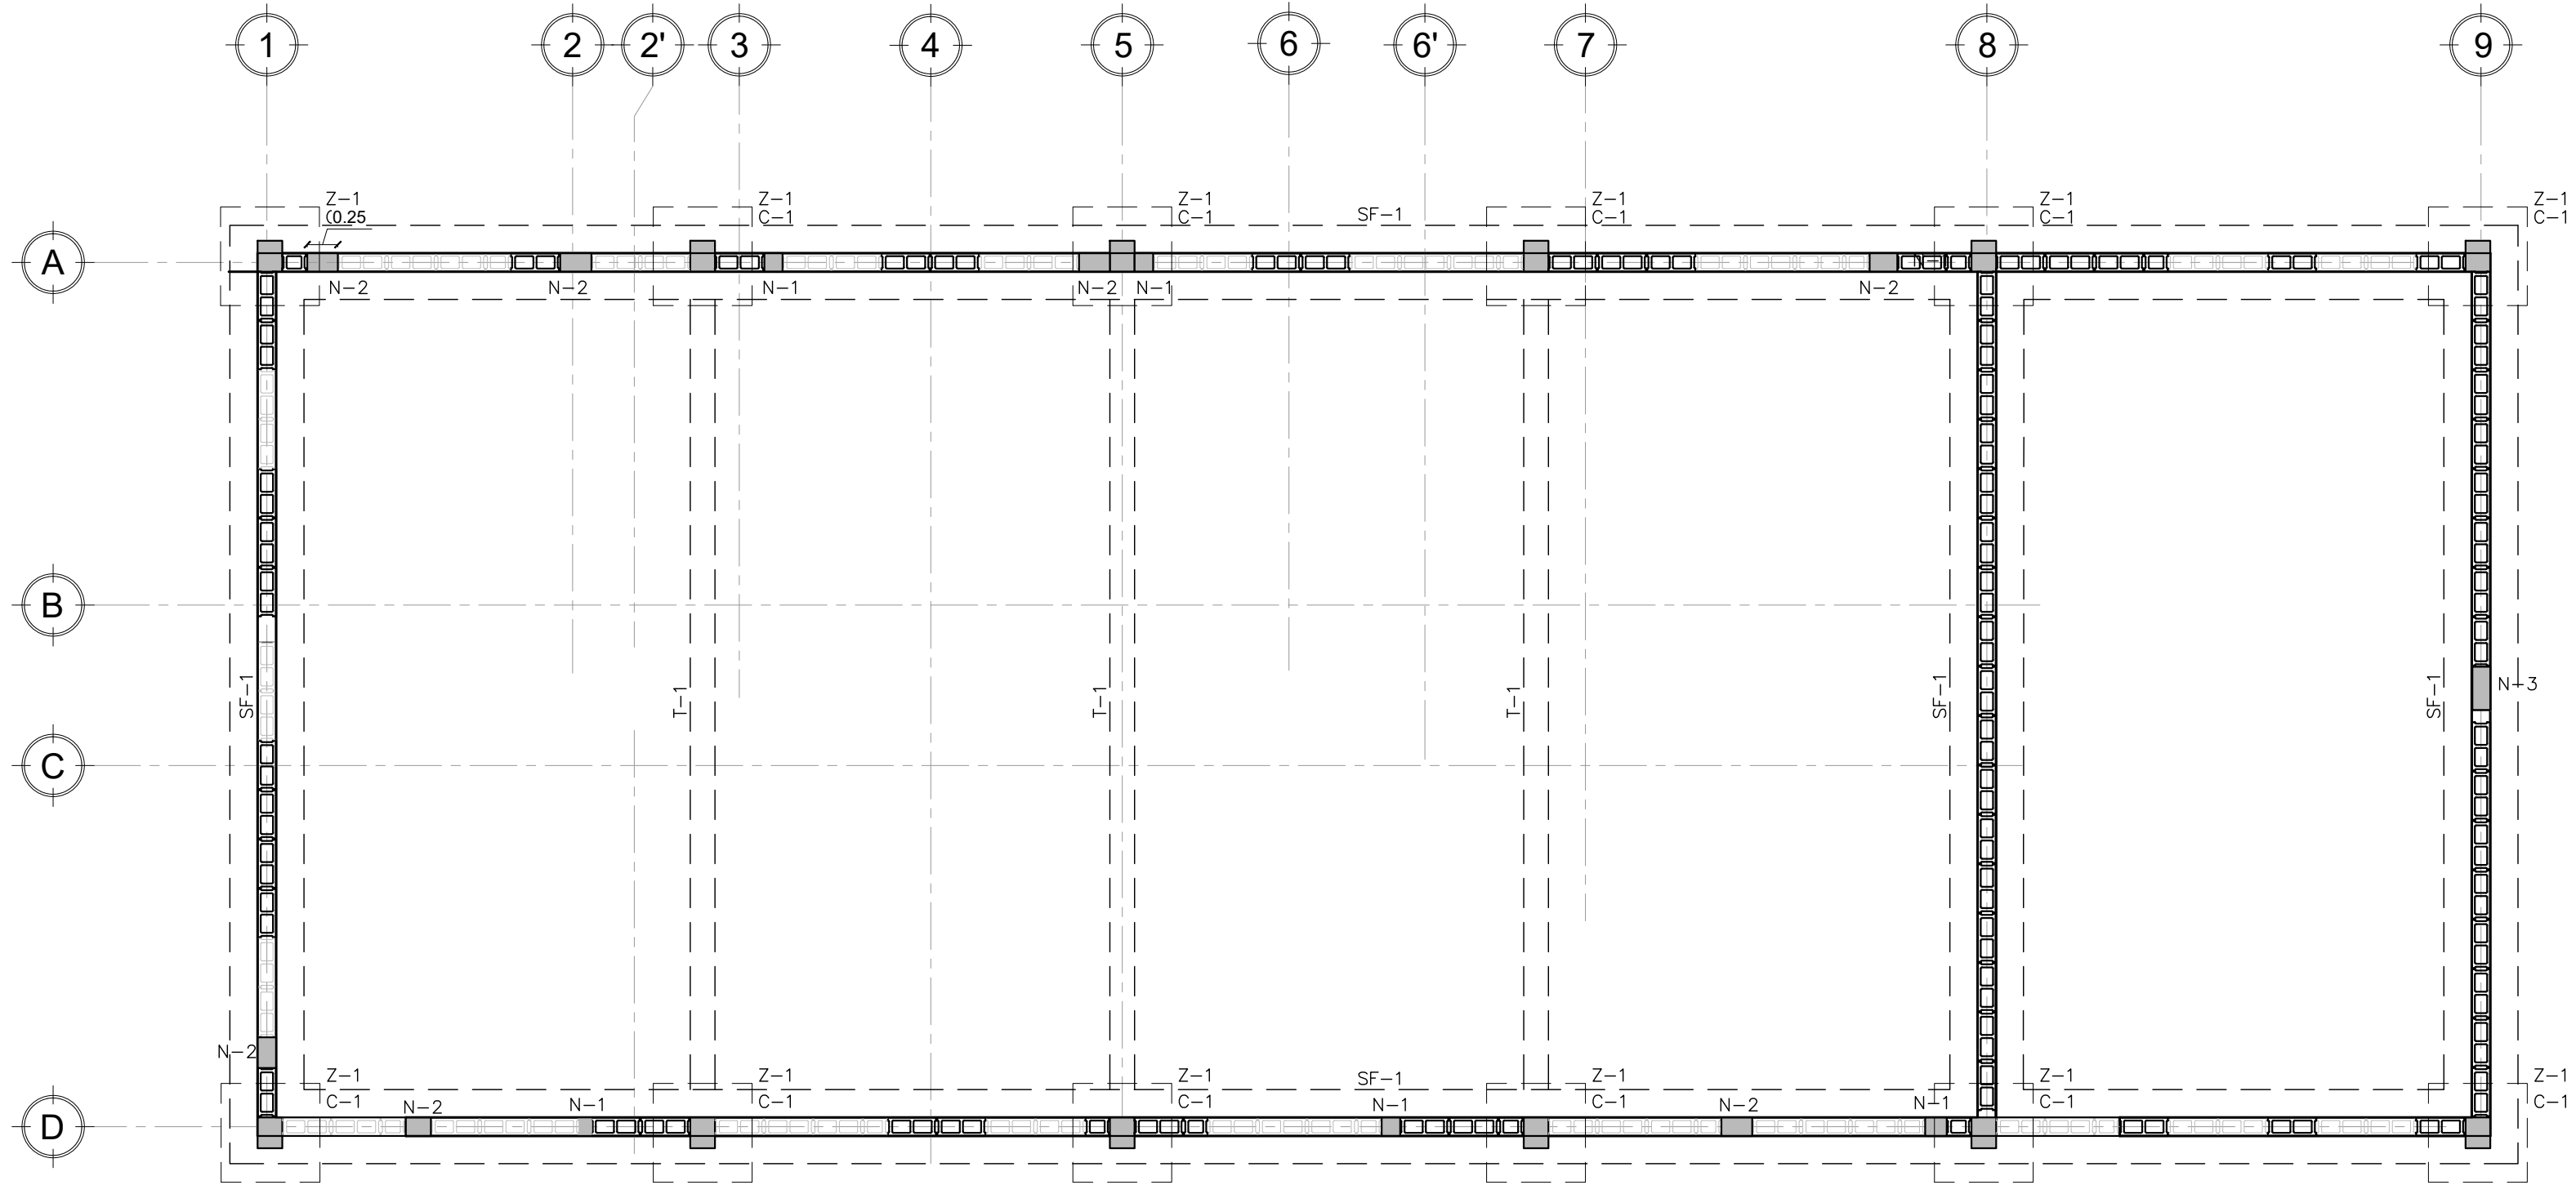 1 2 2' 3 4 5 6 6' 7 8 9
Z-1 Z-1 Z-1 Z-1 Z-1 Z-1
(0.25 C-1 C-1 SF-1 C-1 C-1 C-1
A
N-2 N-2 N-1 N-2 N-1 N-2
B
SF-1 T-1 T-1 T-1 SF-1 SF-1 N-3
C
N-2
Z-1 Z-1 Z-1 SF-1 Z-1 Z-1 Z-1
C-1 N-2 N-1 C-1 C-1 N-1 C-1 N-2 N-1 C-1 C-1
D